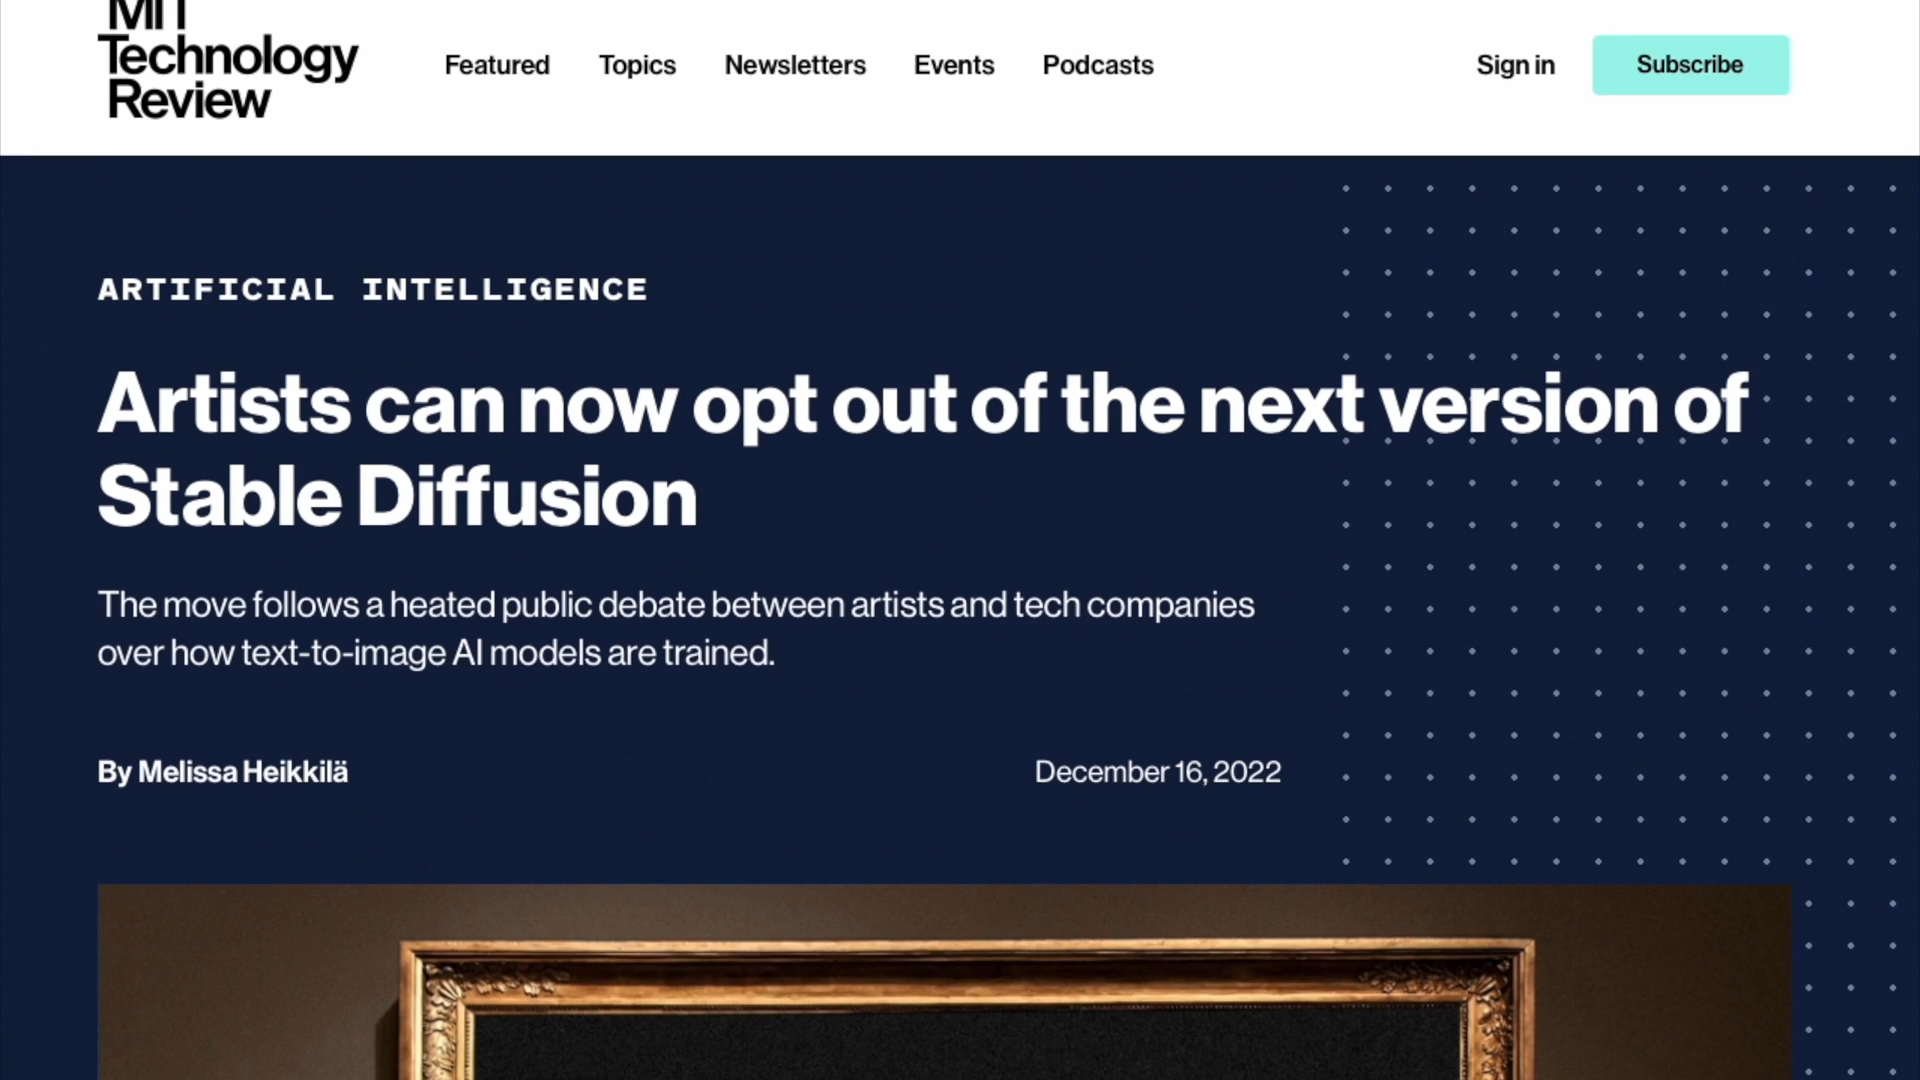 MIT
Technology
Review
Featured Topics Newsletters Events Podcasts Sign in Subscribe
ARTIFICIAL INTELLIGENCE
Artists can now opt out of the next version of
Stable Diffusion
The move follows a heated public debate between artists and tech companies
over how text-to-image AI models are trained.
By Melissa Heikkilä December 16, 2022